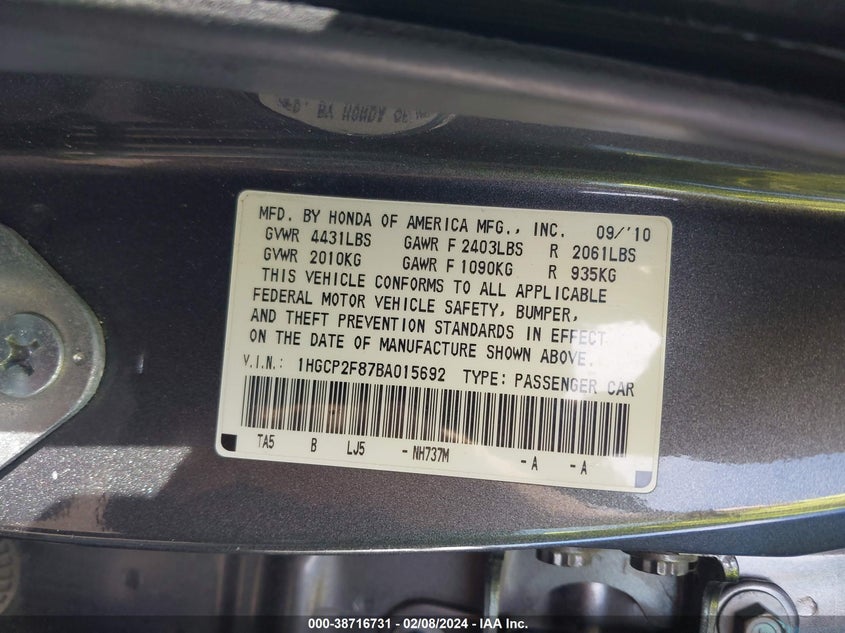 MFD. BY HONDA OF AMERICA MFG., INC. 09/'10
GVWR 4431LBS GAWR F 2403LBS R 2061LBS
GVWR 2010KG GAWR F 1090KG R 935KG
THIS VEHICLE CONFORMS TO ALL APPLICABLE
FEDERAL MOTOR VEHICLE SAFETY, BUMPER,
AND THEFT PREVENTION STANDARDS IN EFFECT
ON THE DATE OF MANUFACTURE SHOWN ABOVE.
V.I.N.: 1HGCP2F87BA015692 TYPE: PASSENGER CAR
TA5 B LJ5 -NH737M -A -A
000-38716731 - 02/08/2024 - IAA Inc.